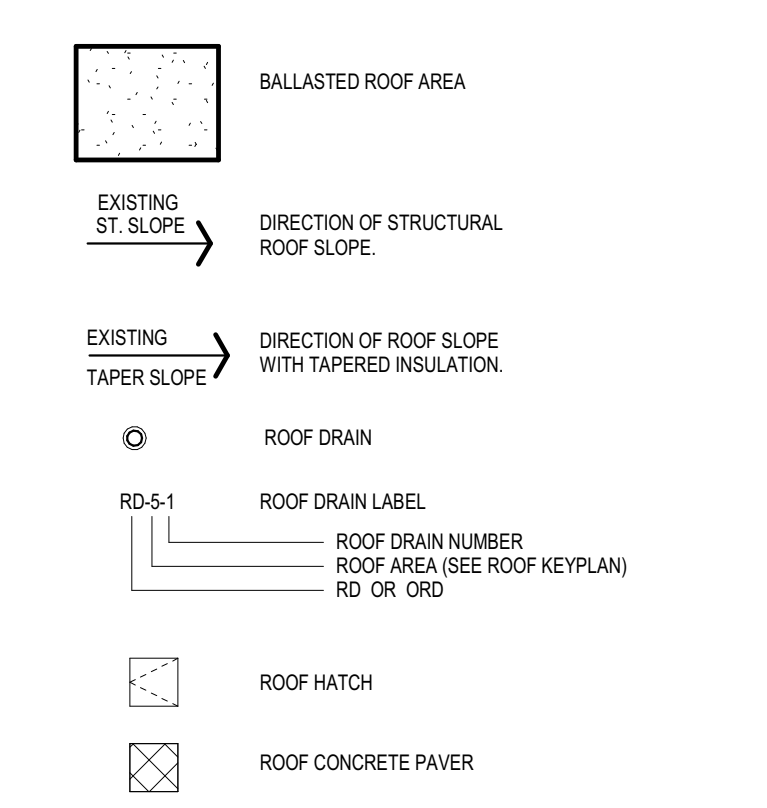 BALLASTED ROOF AREA
EXISTING
ST. SLOPE
DIRECTION OF STRUCTURAL
ROOF SLOPE.
EXISTING
TAPER SLOPE
DIRECTION OF ROOF SLOPE
WITH TAPERED INSULATION.
ROOF DRAIN
RD-5-1
ROOF DRAIN LABEL
ROOF DRAIN NUMBER
ROOF AREA (SEE ROOF KEYPLAN)
RD OR ORD
ROOF HATCH
ROOF CONCRETE PAVER